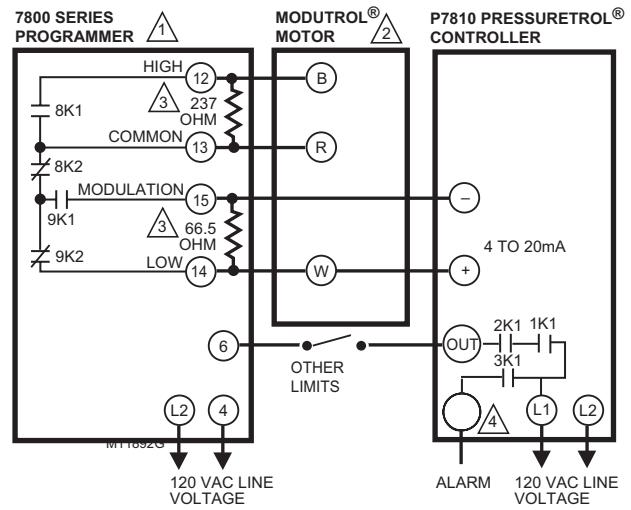 7800 SERIES
PROGRAMMER 1
MODUTROL®
MOTOR 2
P7810 PRESSURETROL®
CONTROLLER
HIGH 12 B
8K1
3 237
OHM
COMMON 13 R
8K2
MODULATION 15 –
9K1
3 66.5
OHM
4 TO 20mA
9K2
LOW 14 W +
6 OUT 2K1 1K1
OTHER
LIMITS
3K1
L2 4 4 L1 L2
M11892G
120 VAC LINE
VOLTAGE
ALARM
120 VAC LINE
VOLTAGE